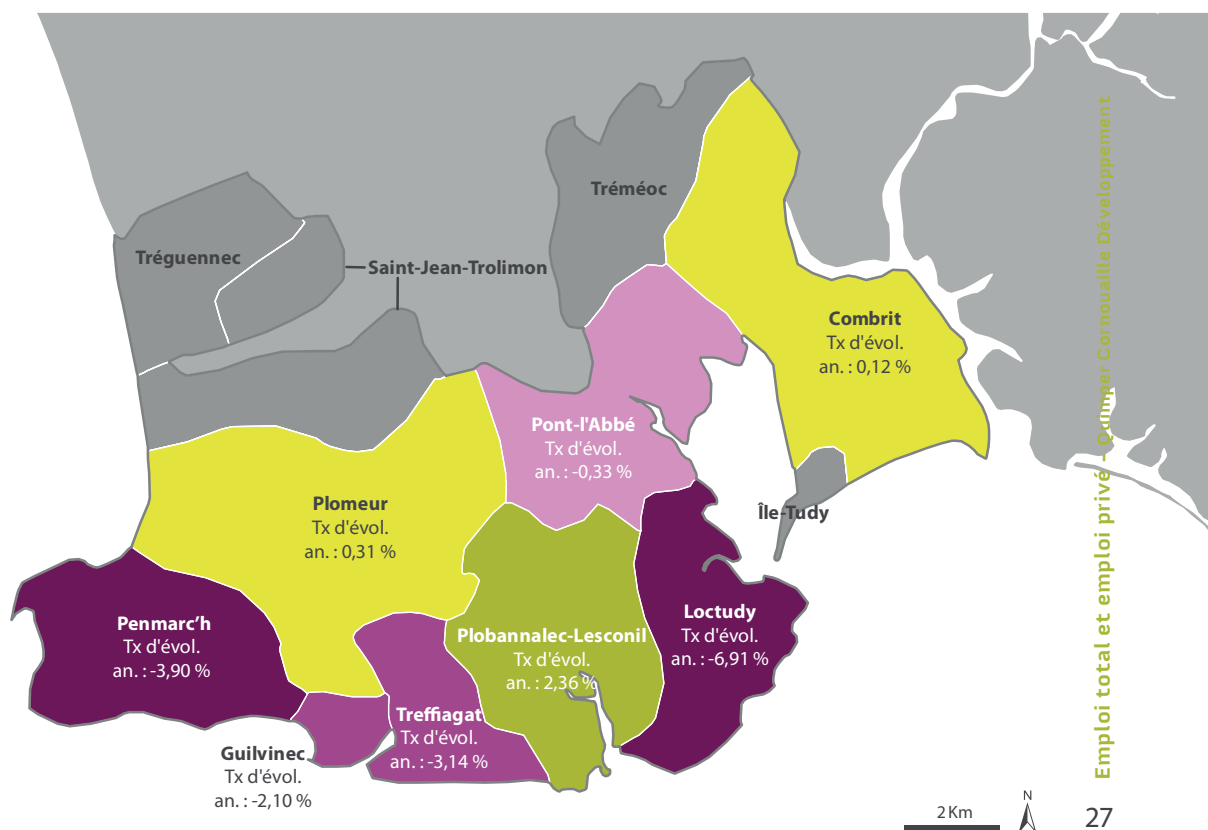 Tréméoc
Tréguennec
Saint-Jean-Trolimon
Combrit
Tx d'évol.
an. : 0,12 %
Pont-l'Abbé
Tx d'évol.
an. : -0,33 %
Plomeur
Tx d'évol.
an. : 0,31 %
Île-Tudy
Penmarc'h
Tx d'évol.
an. : -3,90 %
Plobannalec-Lesconil
Tx d'évol.
an. : 2,36 %
Loctudy
Tx d'évol.
an. : -6,91 %
Treffiagat
Tx d'évol.
an. : -3,14 %
Guilvinec
Tx d'évol.
an. : -2,10 %
Emploi total et emploi privé - Quimper Cornouaille Développement
2 Km
N
27